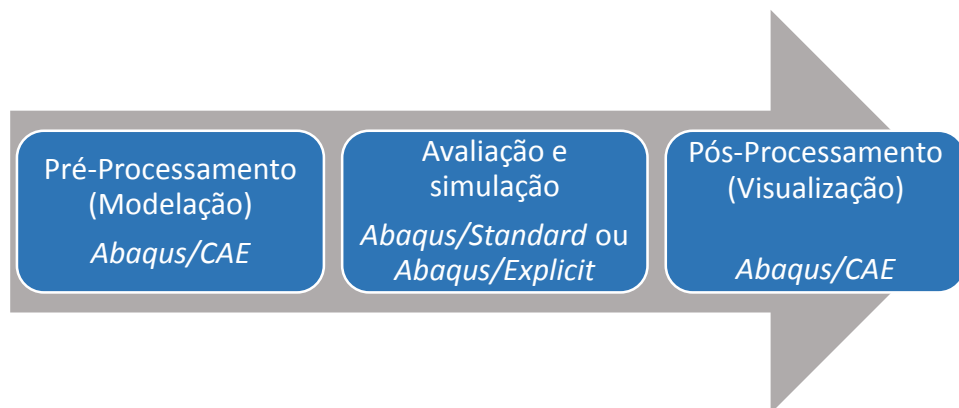 Pré-Processamento
(Modelação)
Abaqus/CAE
Avaliação e
simulação
Abaqus/Standard ou
Abaqus/Explicit
Pós-Processamento
(Visualização)
Abaqus/CAE